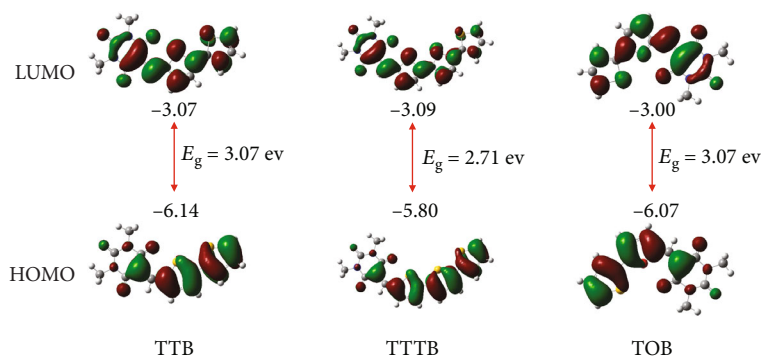 LUMO
–3.07 –3.09 –3.00
E_g = 3.07 ev E_g = 2.71 ev E_g = 3.07 ev
–6.14 –5.80 –6.07
HOMO
TTB TTTB TOB